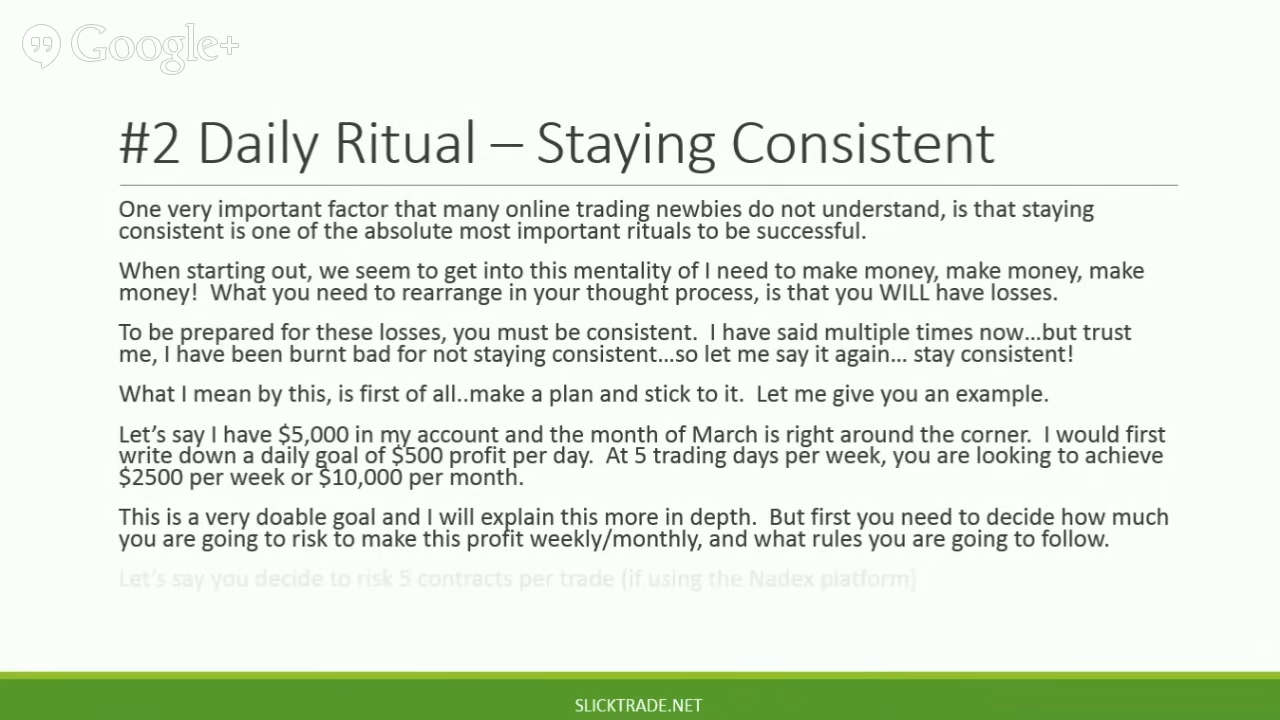 Google+
#2 Daily Ritual – Staying Consistent
One very important factor that many online trading newbies do not understand, is that staying
consistent is one of the absolute most important rituals to be successful.
When starting out, we seem to get into this mentality of I need to make money, make money, make
money!  What you need to rearrange in your thought process, is that you WILL have losses.
To be prepared for these losses, you must be consistent.  I have said multiple times now…but trust
me, I have been burnt bad for not staying consistent…so let me say it again… stay consistent!
What I mean by this, is first of all..make a plan and stick to it.  Let me give you an example.
Let’s say I have $5,000 in my account and the month of March is right around the corner.  I would first
write down a daily goal of $500 profit per day.  At 5 trading days per week, you are looking to achieve
$2500 per week or $10,000 per month.
This is a very doable goal and I will explain this more in depth.  But first you need to decide how much
you are going to risk to make this profit weekly/monthly, and what rules you are going to follow.
Let’s say you decide to risk 5 contracts per trade (if using the Nadex platform)
SLICKTRADE.NET